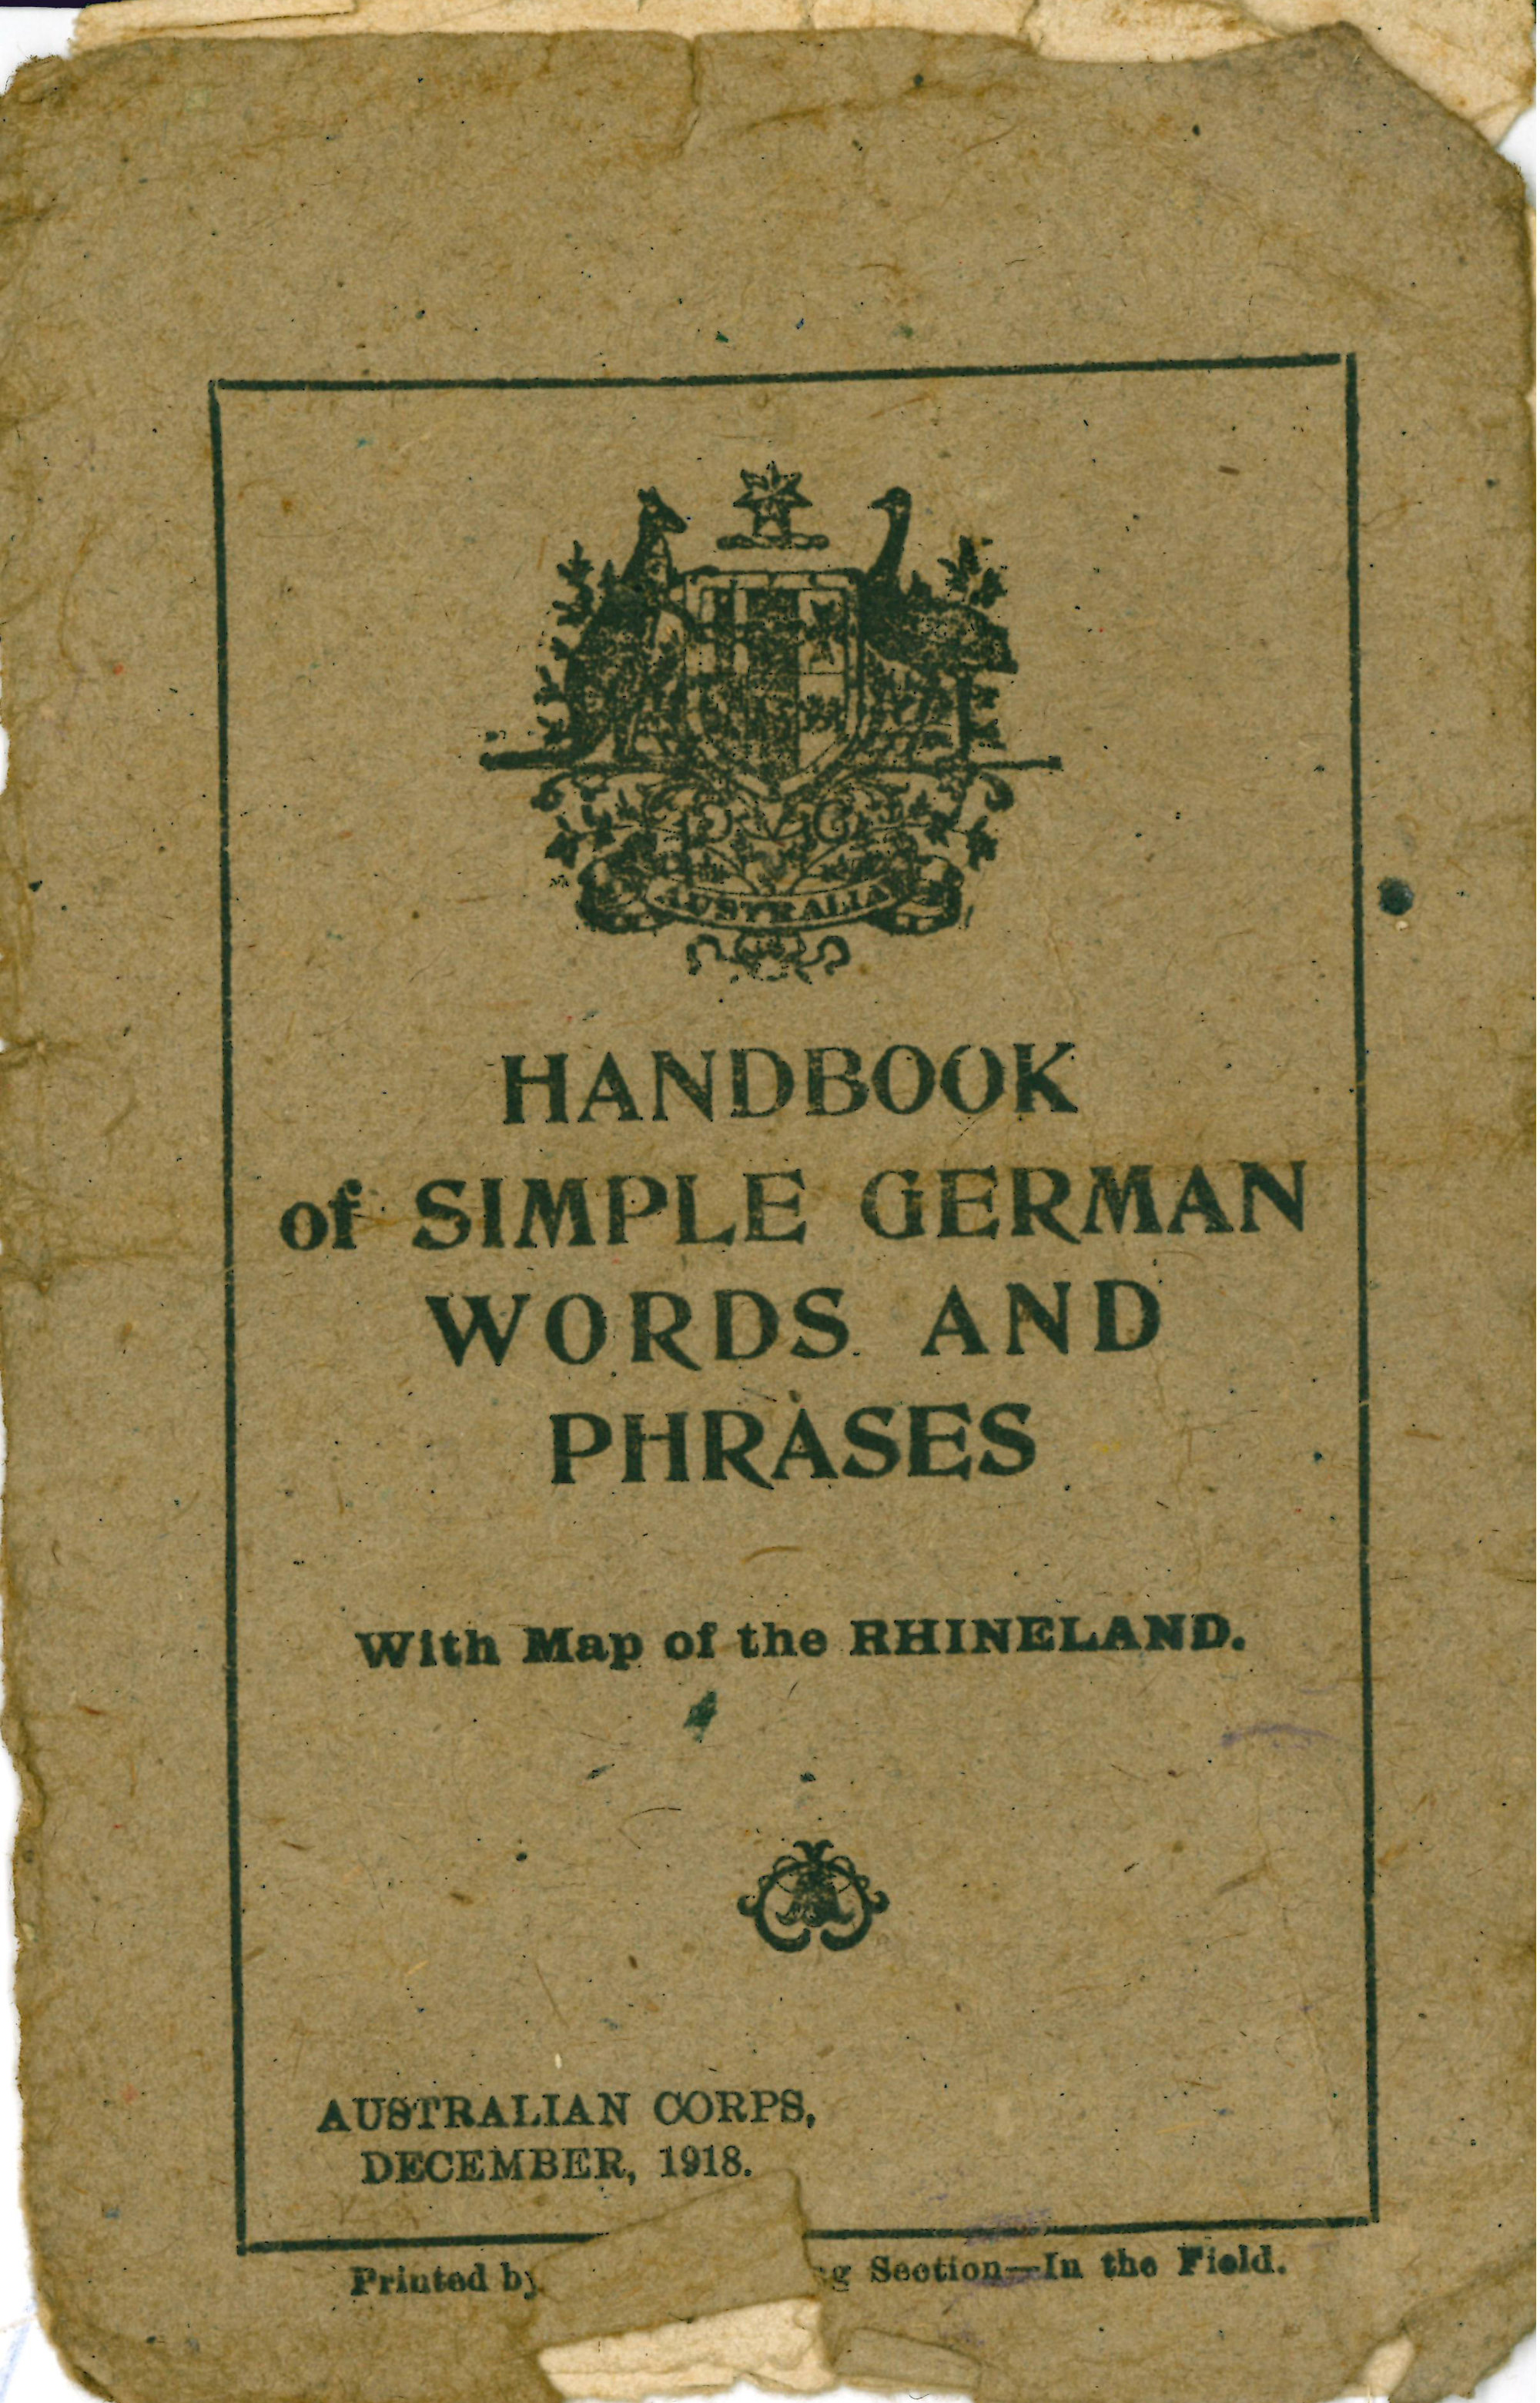 AUSTRALIA
HANDBOOK
of SIMPLE GERMAN
WORDS AND
PHRASES
With Map of the RHINELAND.
AUSTRALIAN CORPS,
DECEMBER, 1918.
Printed by Section—In the Field.